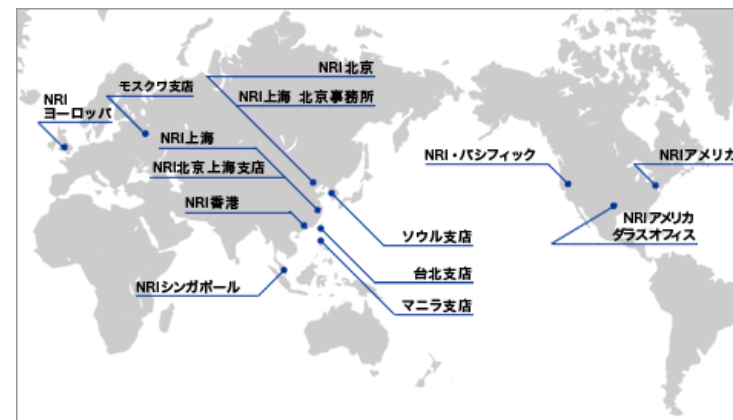 NRI北京
モスクワ支店
NRI上海 北京事務所
NRI
ヨーロッパ
NRI上海
NRI・パシフィック
NRIアメリカ
NRI北京上海支店
NRI香港
NRIアメリカ
ダラスオフィス
ソウル支店
台北支店
NRIシンガポール
マニラ支店